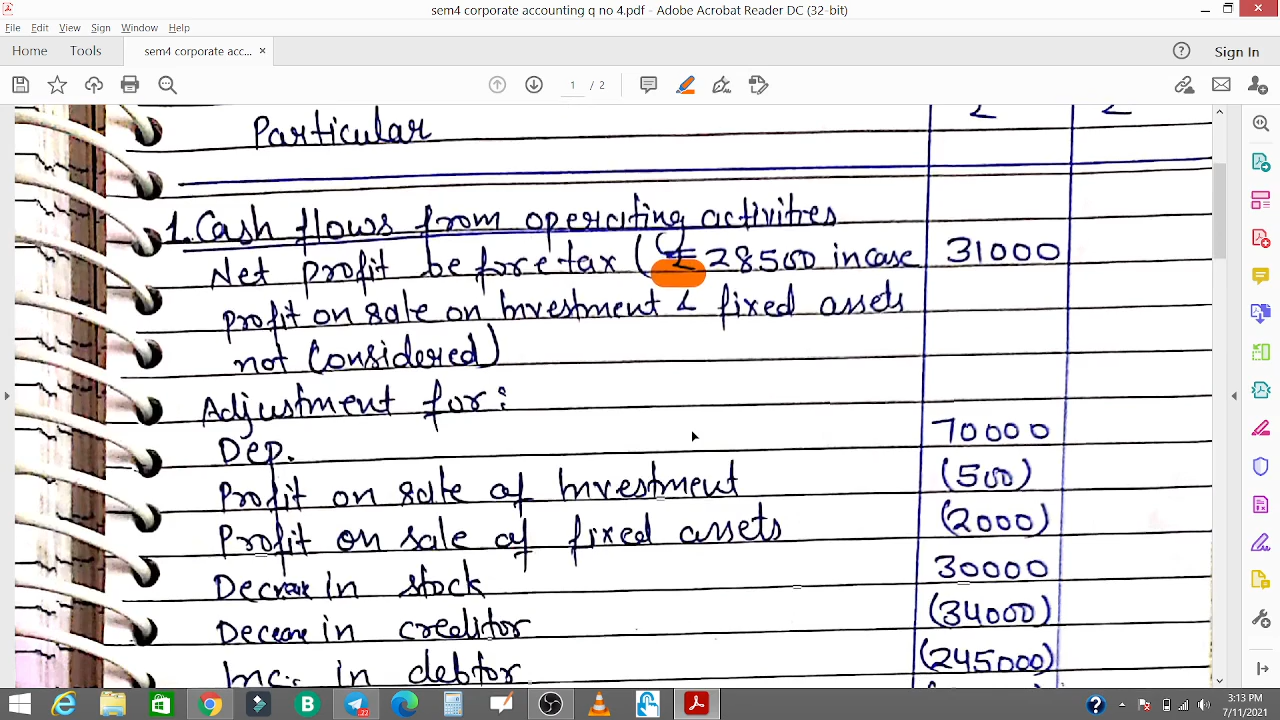 sem4 corporate accounting q no 4.pdf - Adobe Acrobat Reader DC (32-bit)
File Edit View Sign Window Help
Home Tools sem4 corporate acc... × Sign In
1 / 2
Particular
1. Cash flows from operating activities
Net profit before tax ( 28500 in case 31000
profit on sale on Investment & fixed assets
not Considered)
Adjustment for:
Dep. 70000
Profit on sale of Investment (500)
Profit on sale of fixed assets (2000)
Decrease in stock 30000
in creditor (34000)
Inc. in debtor (245000)
22
3:13 PM
7/11/2021